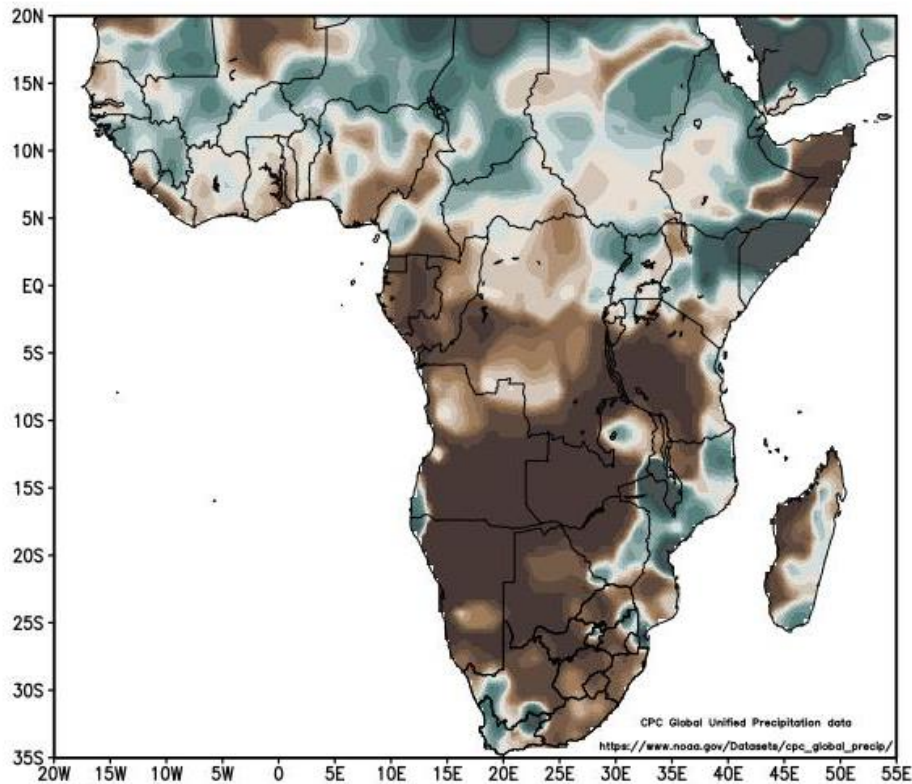 20N
15N
10N
5N
EQ
5S
10S
15S
20S
25S
30S
35S
CPC Global Unified Precipitation data
https://www.noaa.gov/Datasets/cpc_global_precip/
20W 15W 10W 5W 0 5E 10E 15E 20E 25E 30E 35E 40E 45E 50E 55E